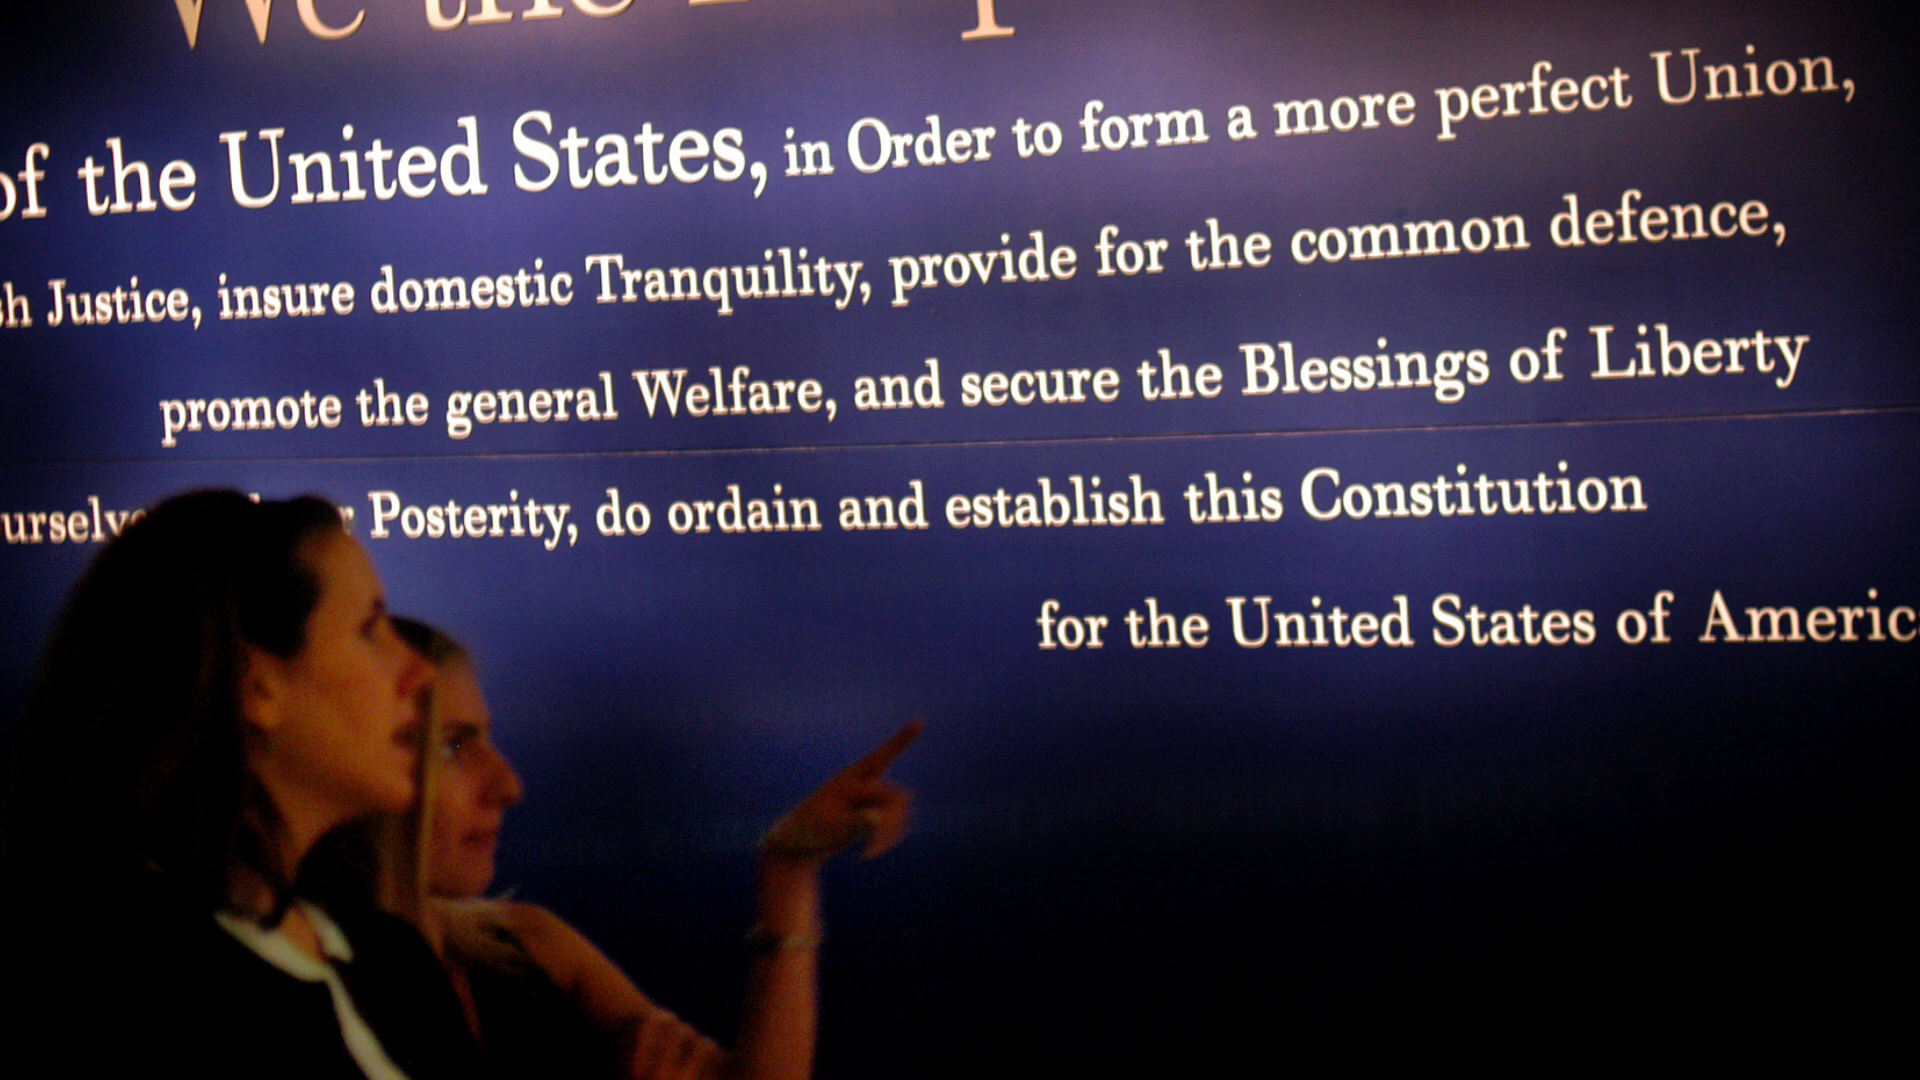 We the
of the United States, in Order to form a more perfect Union,
Justice, insure domestic Tranquility, provide for the common defence,
promote the general Welfare, and secure the Blessings of Liberty
Posterity, do ordain and establish this Constitution
for the United States of Americ